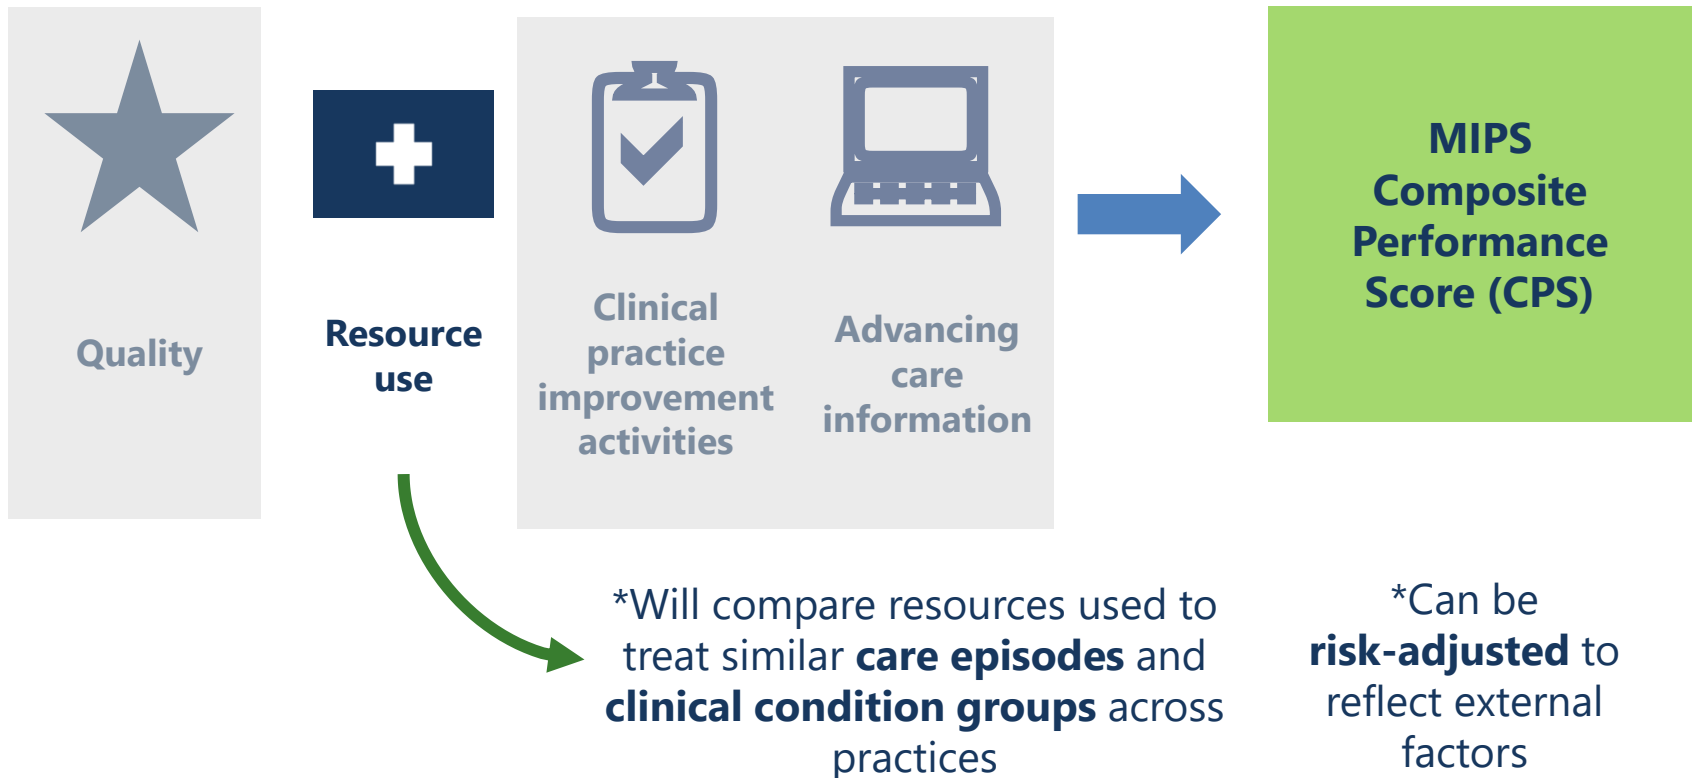 Quality
Resource
use
Clinical
practice
improvement
activities
Advancing
care
information
MIPS
Composite
Performance
Score (CPS)
*Will compare resources used to
treat similar care episodes and
clinical condition groups across
practices
*Can be
risk-adjusted to
reflect external
factors